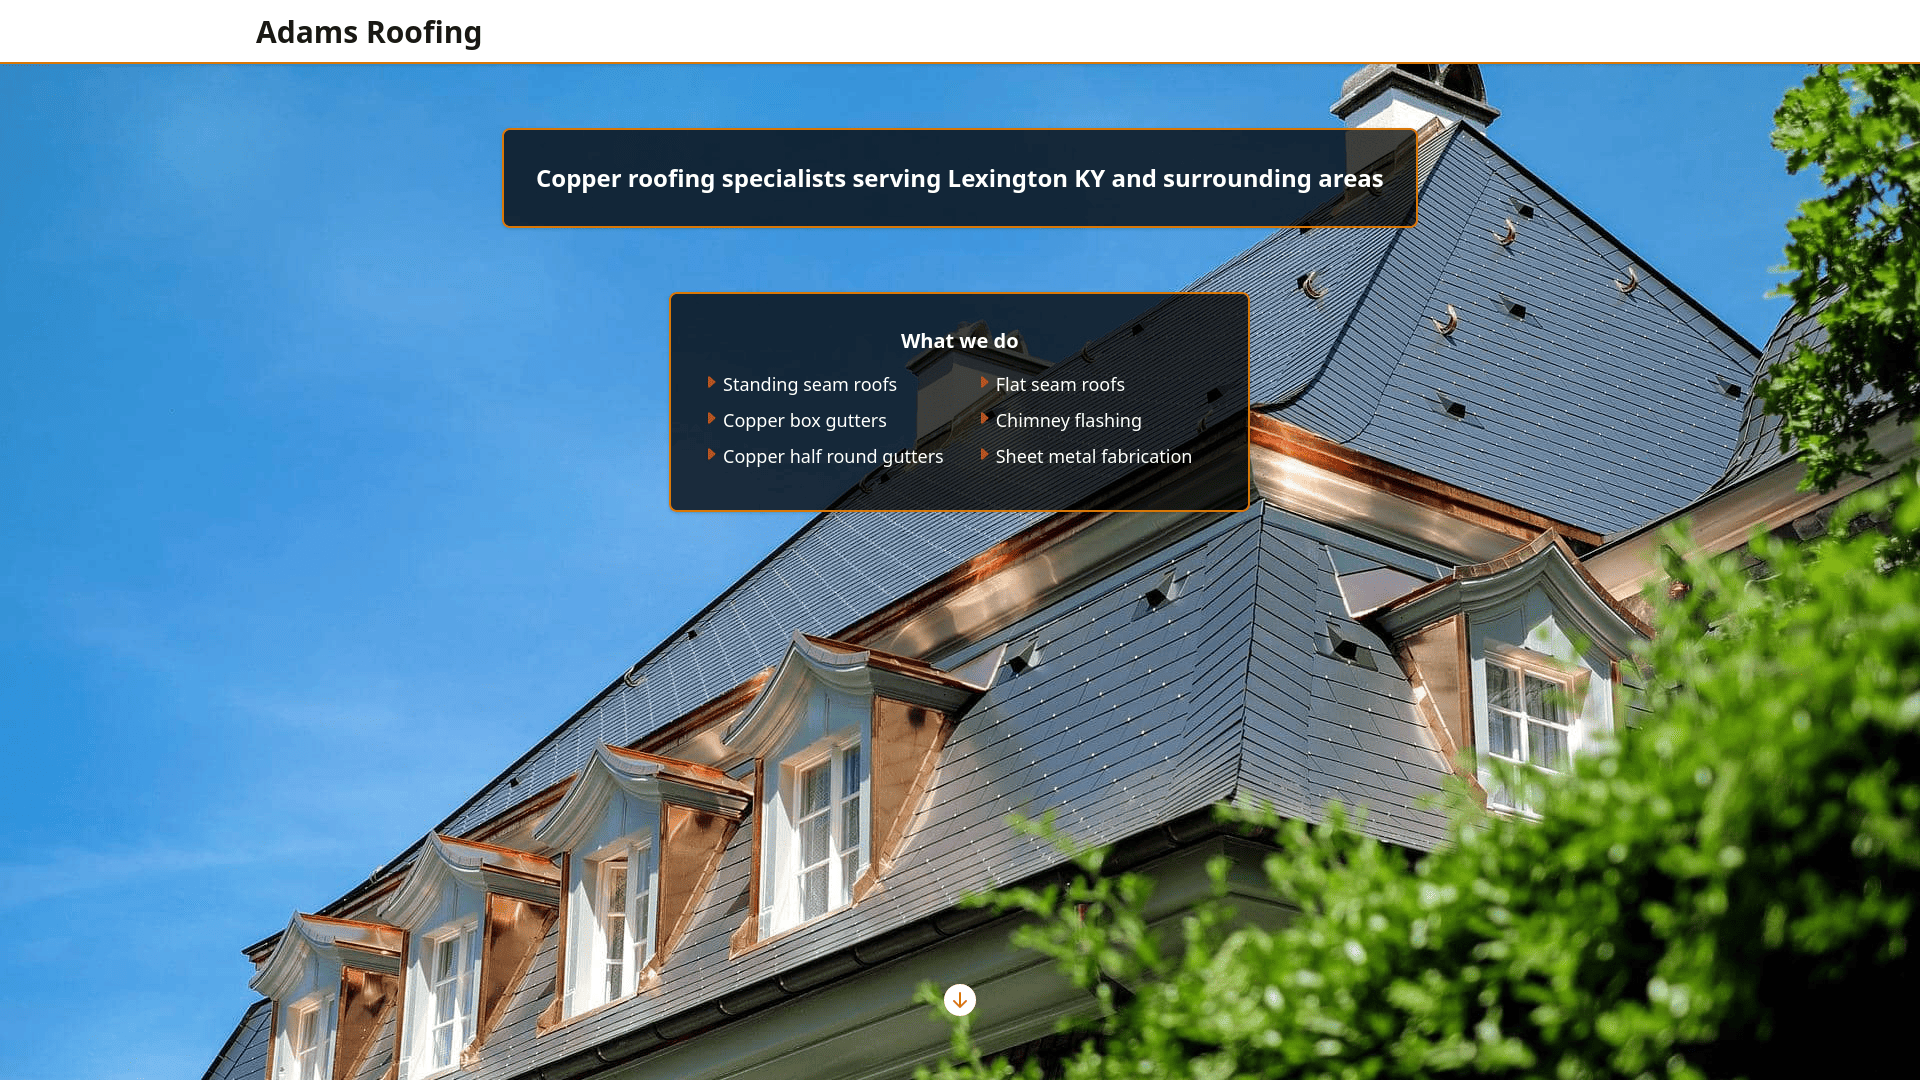 Adams Roofing
Copper roofing specialists serving Lexington KY and surrounding areas
What we do
Standing seam roofs
Flat seam roofs
Copper box gutters
Chimney flashing
Copper half round gutters
Sheet metal fabrication